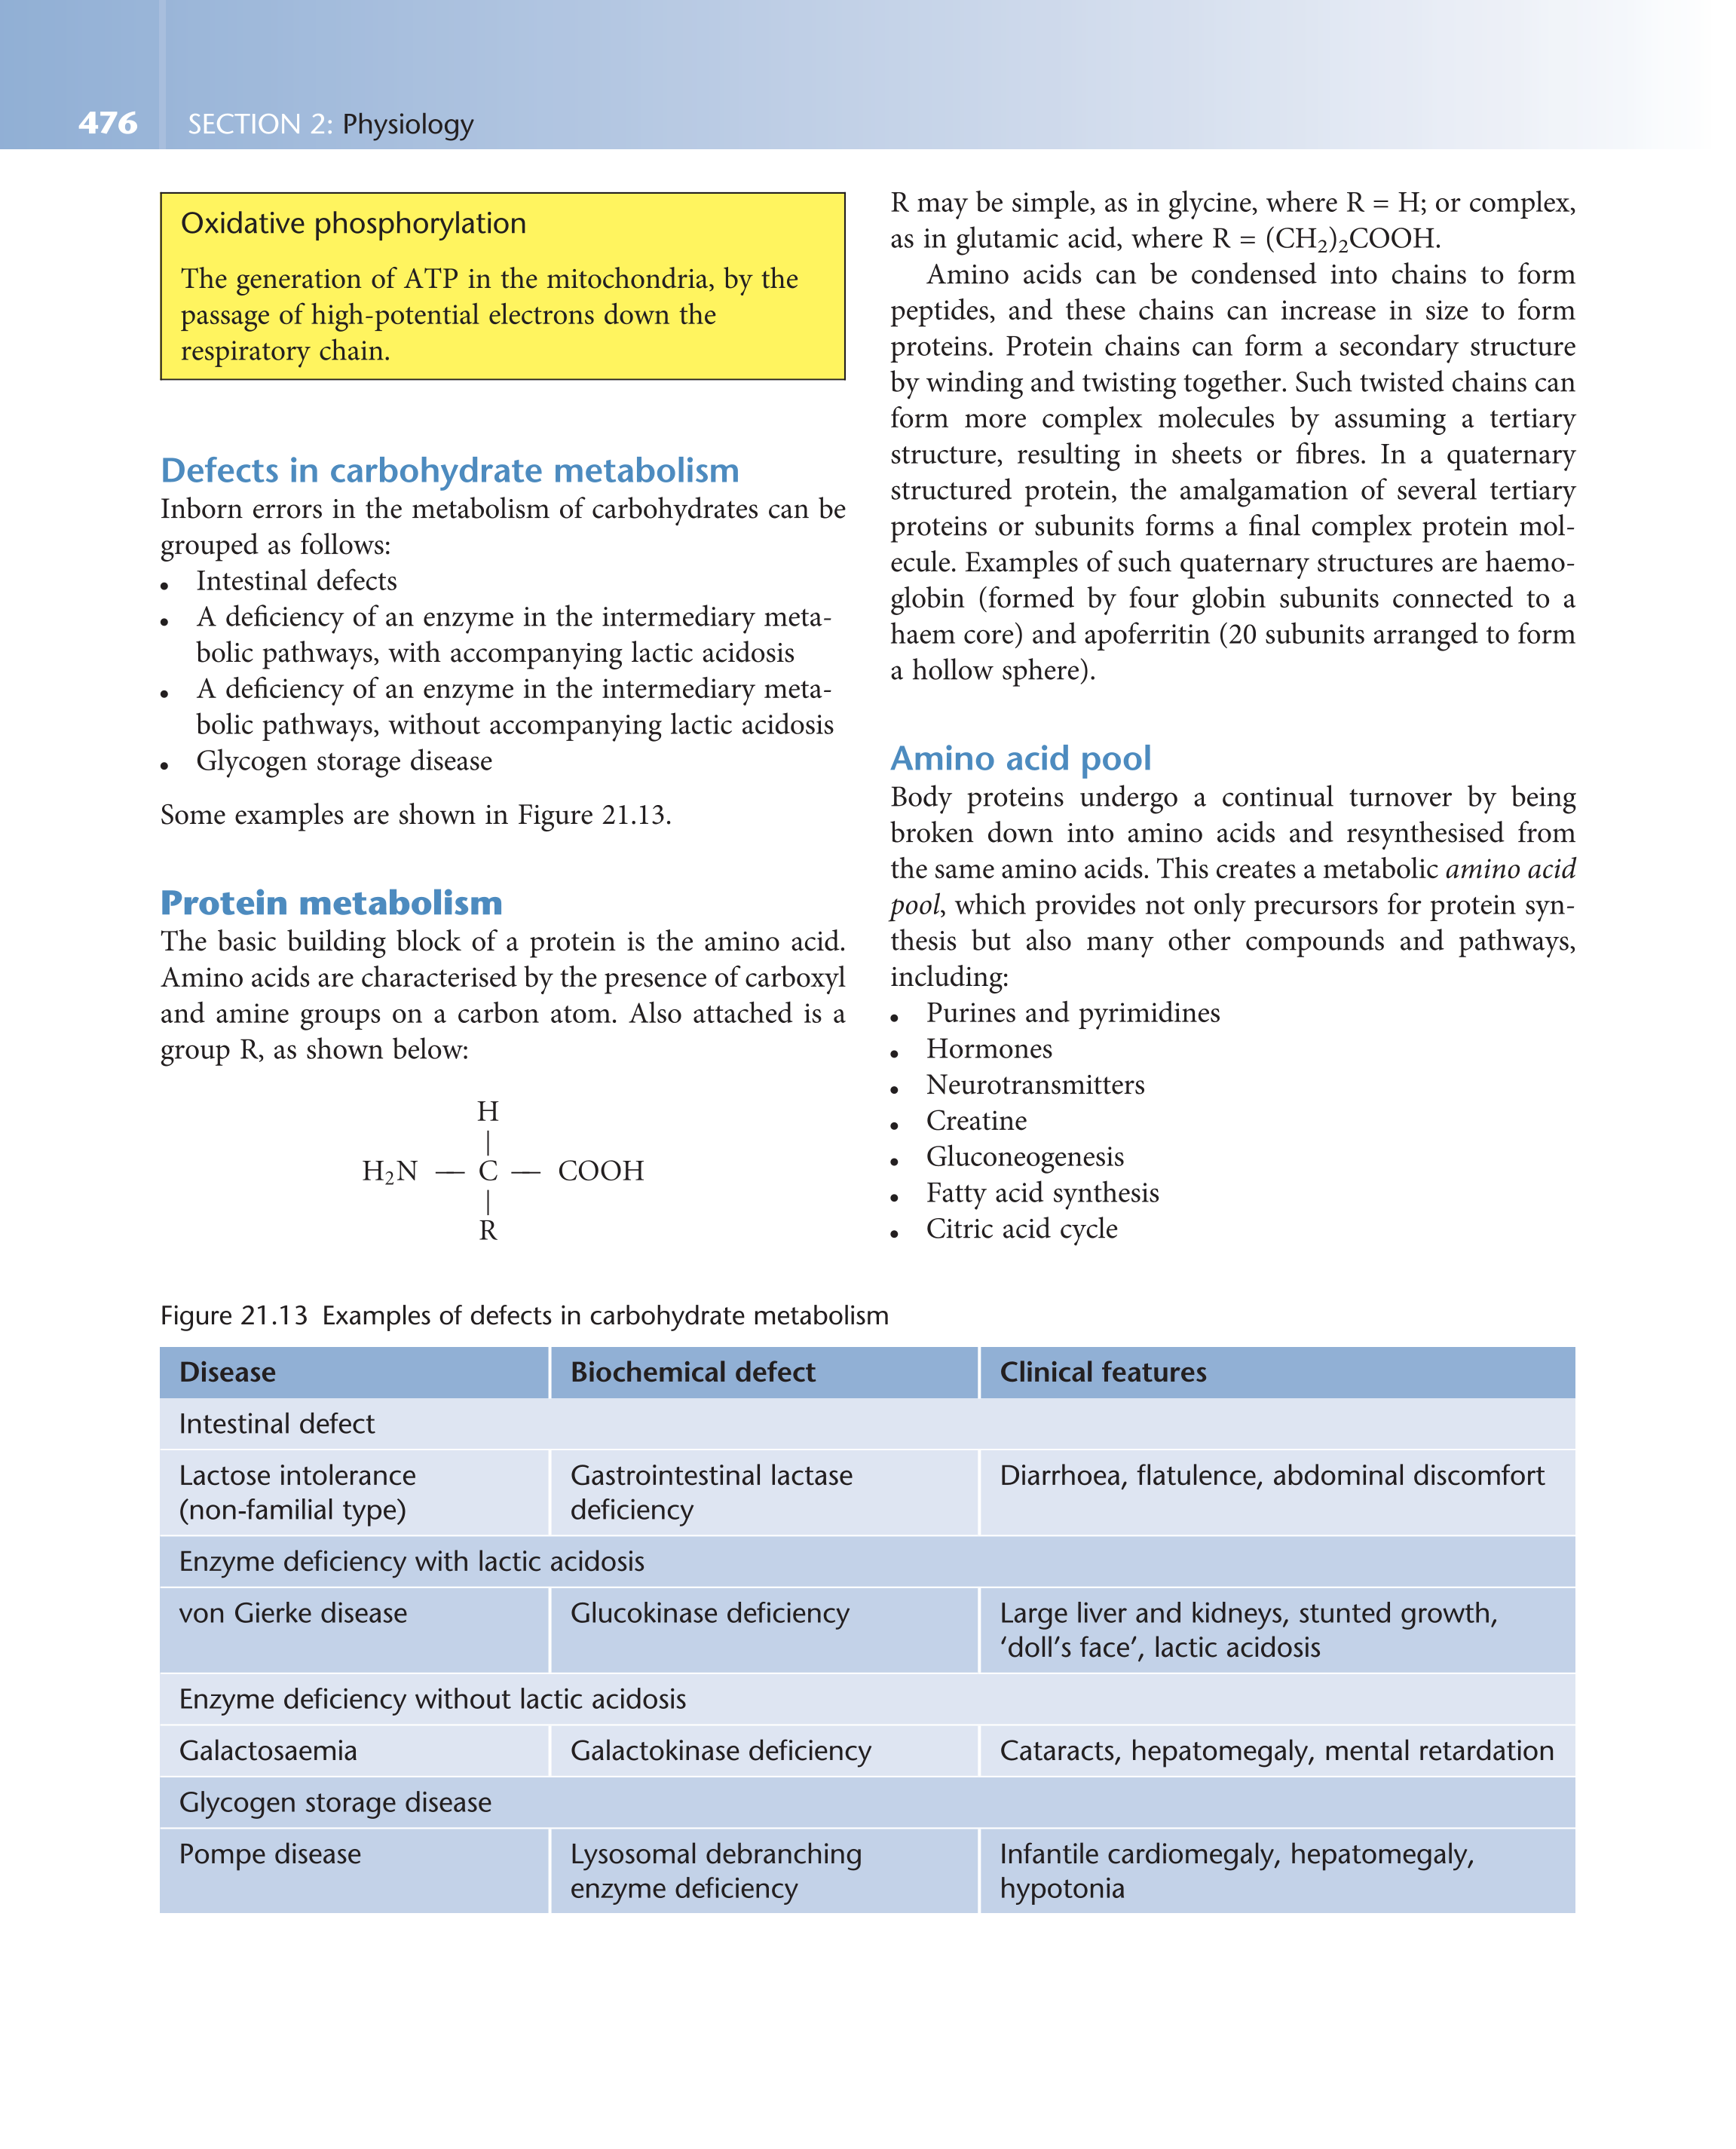 476 SECTION 2: Physiology
Oxidative phosphorylation
The generation of ATP in the mitochondria, by the
passage of high-potential electrons down the
respiratory chain.
Defects in carbohydrate metabolism
Inborn errors in the metabolism of carbohydrates can be
grouped as follows:
• Intestinal defects
• A deficiency of an enzyme in the intermediary meta-
bolic pathways, with accompanying lactic acidosis
• A deficiency of an enzyme in the intermediary meta-
bolic pathways, without accompanying lactic acidosis
• Glycogen storage disease
Some examples are shown in Figure 21.13.
Protein metabolism
The basic building block of a protein is the amino acid.
Amino acids are characterised by the presence of carboxyl
and amine groups on a carbon atom. Also attached is a
group R, as shown below:
H
|
H₂N — C — COOH
|
R
R may be simple, as in glycine, where R = H; or complex,
as in glutamic acid, where R = (CH₂)₂COOH.
Amino acids can be condensed into chains to form
peptides, and these chains can increase in size to form
proteins. Protein chains can form a secondary structure
by winding and twisting together. Such twisted chains can
form more complex molecules by assuming a tertiary
structure, resulting in sheets or fibres. In a quaternary
structured protein, the amalgamation of several tertiary
proteins or subunits forms a final complex protein mol-
ecule. Examples of such quaternary structures are haemo-
globin (formed by four globin subunits connected to a
haem core) and apoferritin (20 subunits arranged to form
a hollow sphere).
Amino acid pool
Body proteins undergo a continual turnover by being
broken down into amino acids and resynthesised from
the same amino acids. This creates a metabolic amino acid
pool, which provides not only precursors for protein syn-
thesis but also many other compounds and pathways,
including:
• Purines and pyrimidines
• Hormones
• Neurotransmitters
• Creatine
• Gluconeogenesis
• Fatty acid synthesis
• Citric acid cycle
Figure 21.13 Examples of defects in carbohydrate metabolism
Disease Biochemical defect Clinical features
Intestinal defect
Lactose intolerance Gastrointestinal lactase Diarrhoea, flatulence, abdominal discomfort
(non-familial type) deficiency
Enzyme deficiency with lactic acidosis
von Gierke disease Glucokinase deficiency Large liver and kidneys, stunted growth,
‘doll’s face’, lactic acidosis
Enzyme deficiency without lactic acidosis
Galactosaemia Galactokinase deficiency Cataracts, hepatomegaly, mental retardation
Glycogen storage disease
Pompe disease Lysosomal debranching Infantile cardiomegaly, hepatomegaly,
enzyme deficiency hypotonia